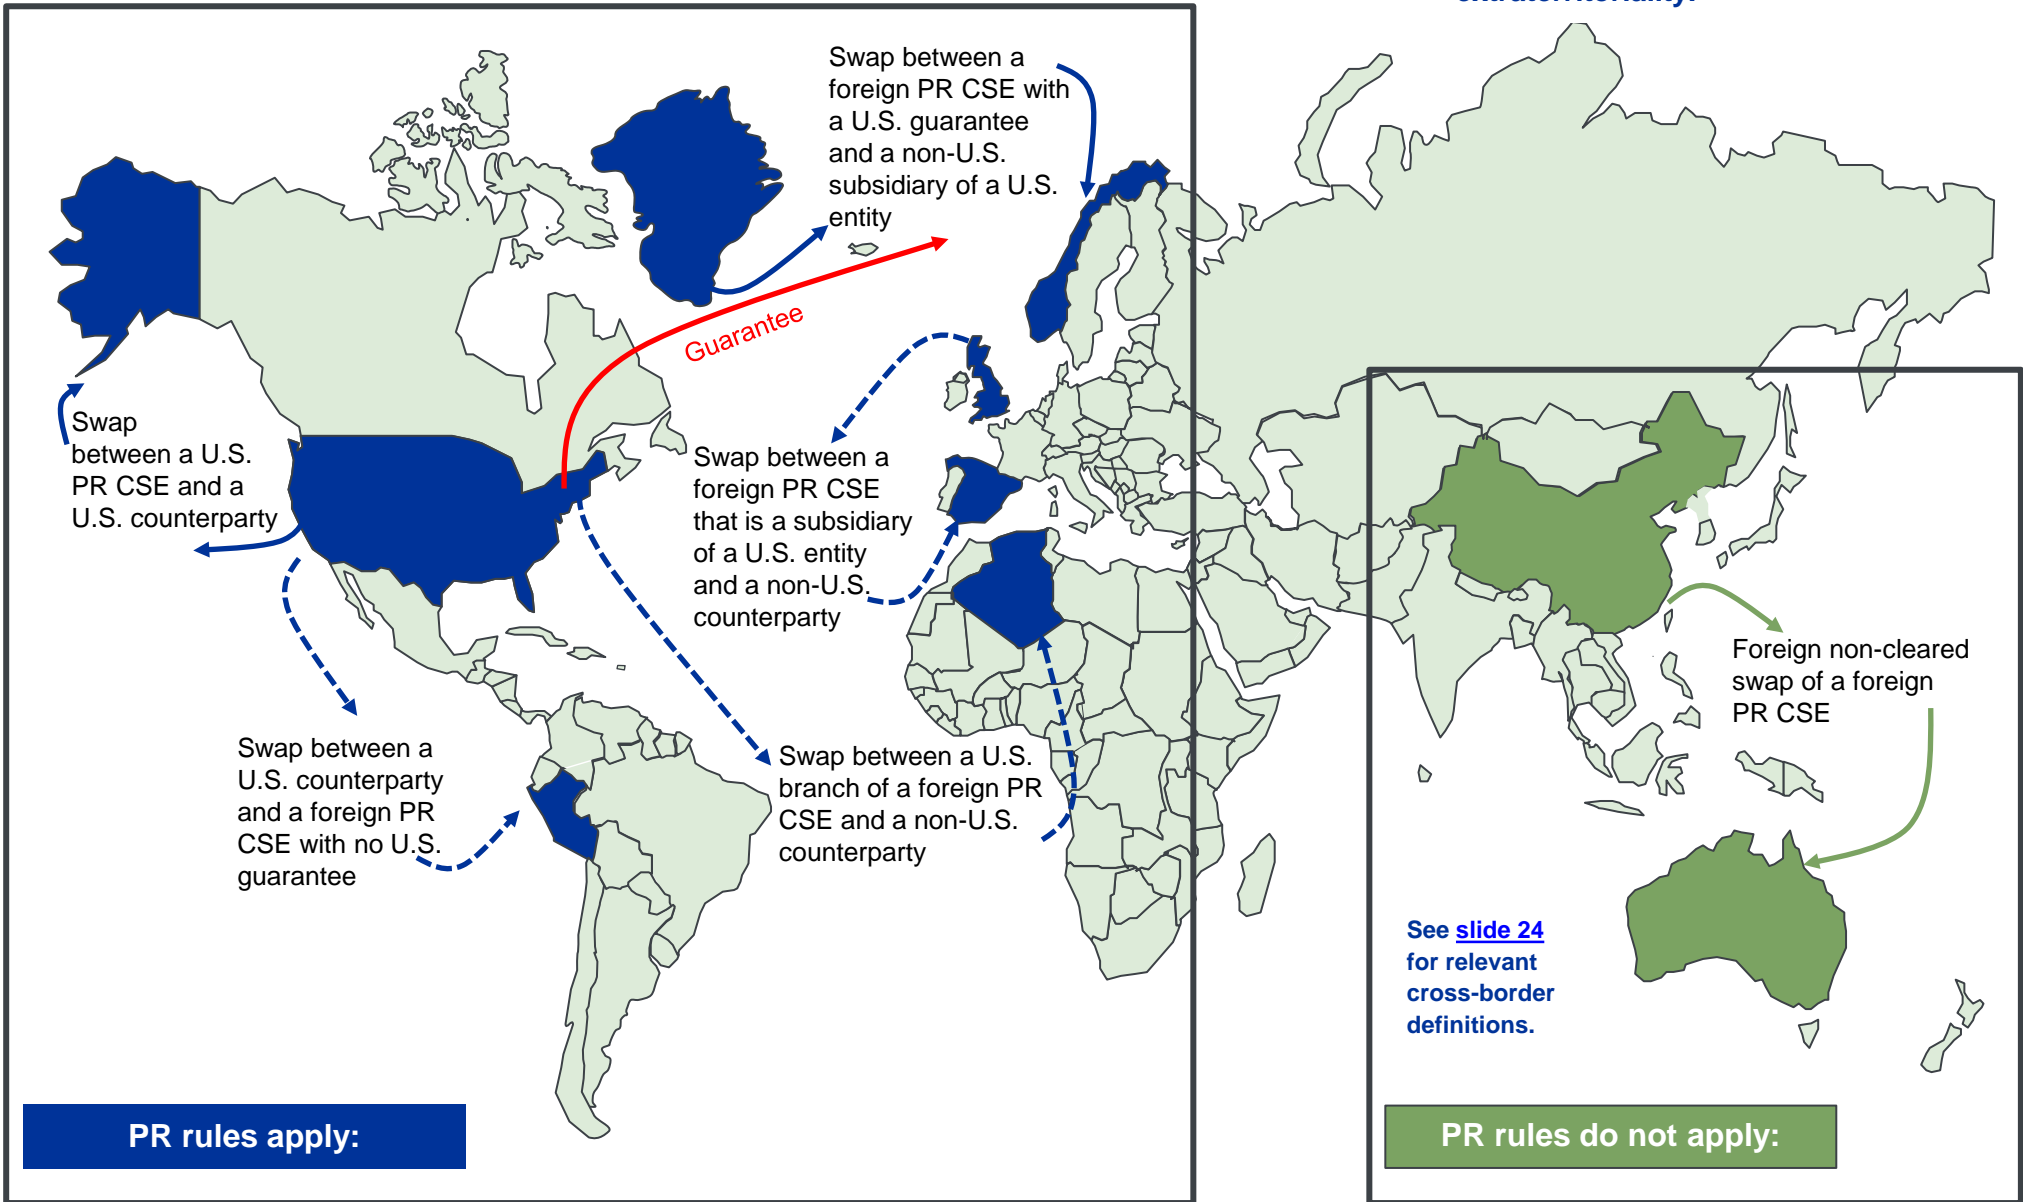 extraterritoriality.
Swap between a
foreign PR CSE with
a U.S. guarantee
and a non-U.S.
subsidiary of a U.S.
entity
Guarantee
Swap
between a U.S.
PR CSE and a
U.S. counterparty
Swap between a
foreign PR CSE
that is a subsidiary
of a U.S. entity
and a non-U.S.
counterparty
Swap between a
U.S. counterparty
and a foreign PR
CSE with no U.S.
guarantee
Swap between a U.S.
branch of a foreign PR
CSE and a non-U.S.
counterparty
Foreign non-cleared
swap of a foreign
PR CSE
See slide 24
for relevant
cross-border
definitions.
PR rules apply:
PR rules do not apply: